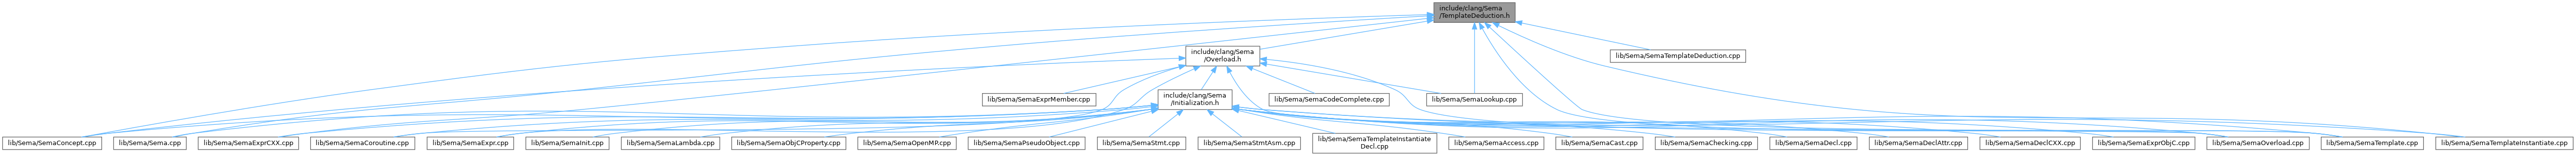 include/clang/Sema
/TemplateDeduction.h
include/clang/Sema
/Overload.h
lib/Sema/SemaTemplateDeduction.cpp
include/clang/Sema
/Initialization.h
lib/Sema/SemaExprMember.cpp
lib/Sema/SemaCodeComplete.cpp
lib/Sema/SemaLookup.cpp
lib/Sema/SemaConcept.cpp
lib/Sema/Sema.cpp
lib/Sema/SemaExprCXX.cpp
lib/Sema/SemaCoroutine.cpp
lib/Sema/SemaExpr.cpp
lib/Sema/SemaInit.cpp
lib/Sema/SemaLambda.cpp
lib/Sema/SemaObjCProperty.cpp
lib/Sema/SemaOpenMP.cpp
lib/Sema/SemaPseudoObject.cpp
lib/Sema/SemaStmt.cpp
lib/Sema/SemaStmtAsm.cpp
lib/Sema/SemaTemplateInstantiate
Decl.cpp
lib/Sema/SemaAccess.cpp
lib/Sema/SemaCast.cpp
lib/Sema/SemaChecking.cpp
lib/Sema/SemaDecl.cpp
lib/Sema/SemaDeclAttr.cpp
lib/Sema/SemaDeclCXX.cpp
lib/Sema/SemaExprObjC.cpp
lib/Sema/SemaOverload.cpp
lib/Sema/SemaTemplate.cpp
lib/Sema/SemaTemplateInstantiate.cpp